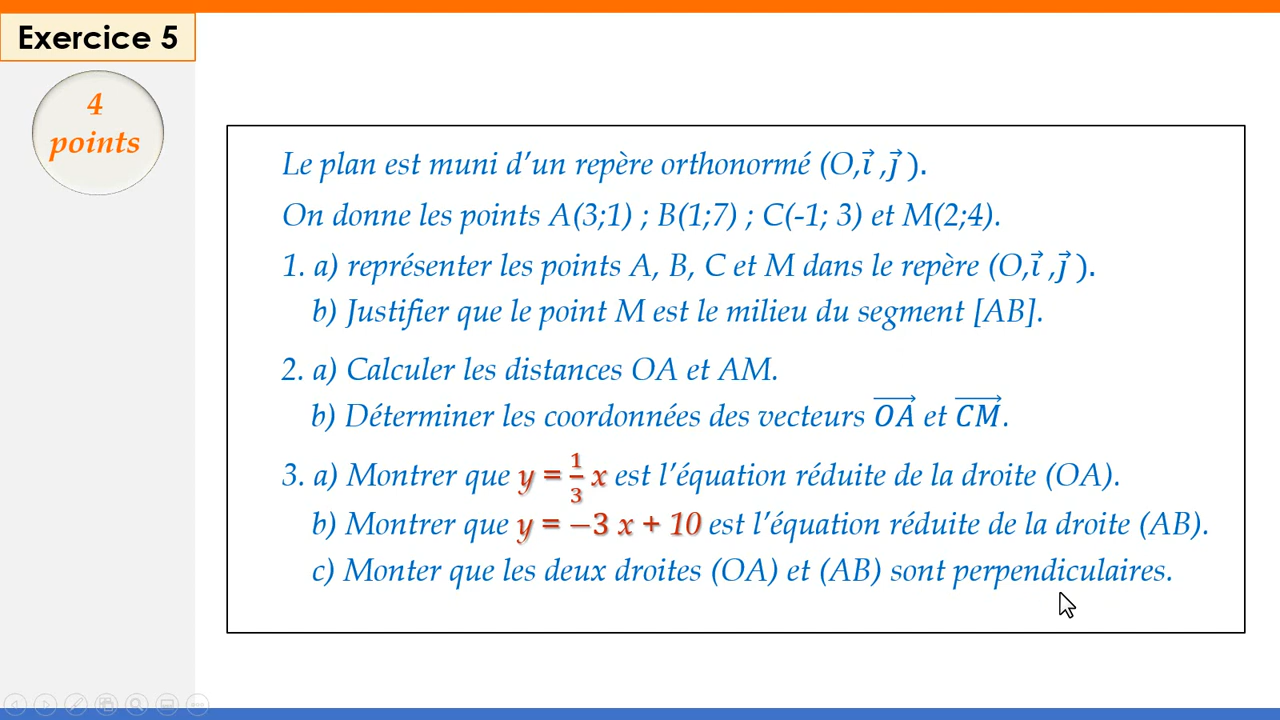 Exercice 5
4
points
Le plan est muni d’un repère orthonormé (O,i⃗ ,j⃗ ).
On donne les points A(3;1) ; B(1;7) ; C(-1; 3) et M(2;4).
1. a) représenter les points A, B, C et M dans le repère (O,i⃗ ,j⃗ ).
b) Justifier que le point M est le milieu du segment [AB].
2. a) Calculer les distances OA et AM.
b) Déterminer les coordonnées des vecteurs \overrightarrow{OA} et \overrightarrow{CM}.
3. a) Montrer que y = \frac{1}{3} x est l’équation réduite de la droite (OA).
b) Montrer que y = −3 x + 10 est l’équation réduite de la droite (AB).
c) Monter que les deux droites (OA) et (AB) sont perpendiculaires.